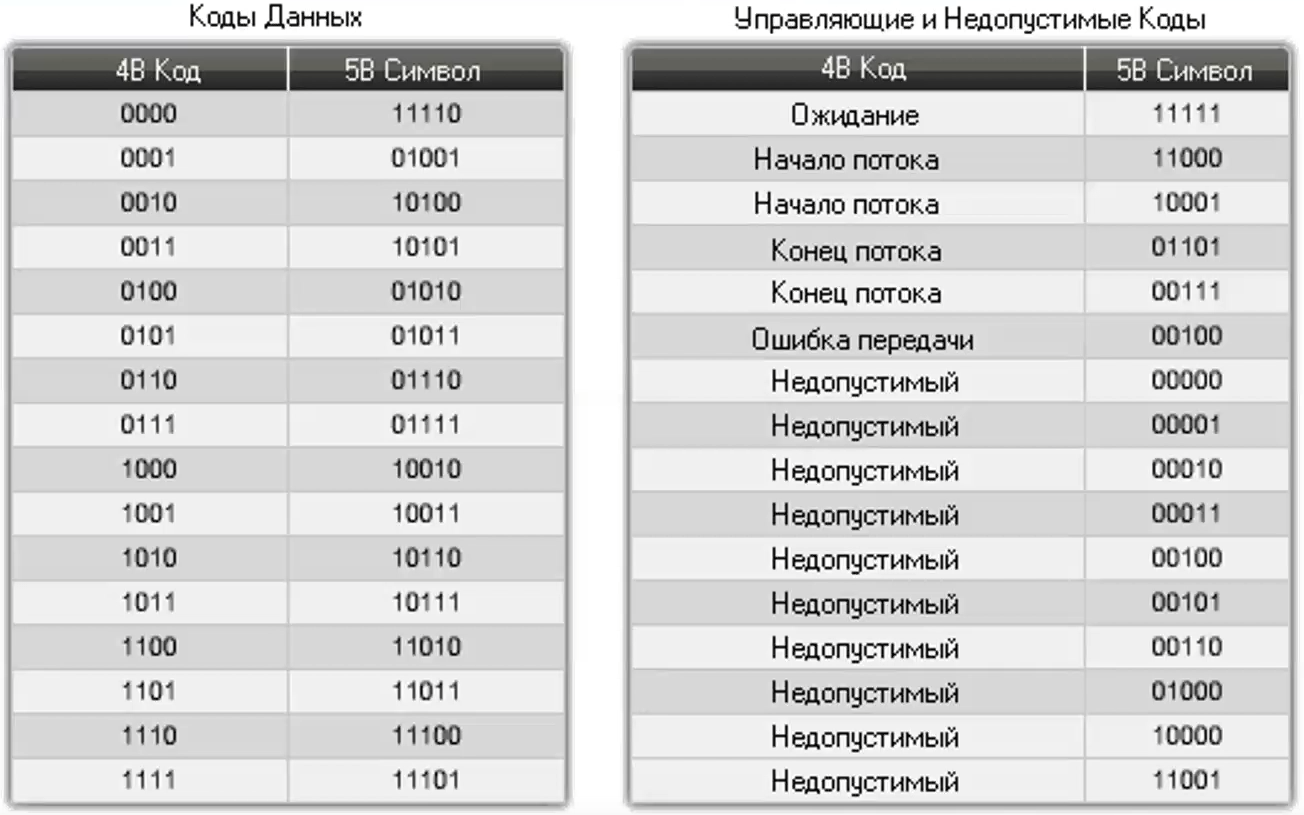 Коды Данных
4B Код 5B Символ
0000 11110
0001 01001
0010 10100
0011 10101
0100 01010
0101 01011
0110 01110
0111 01111
1000 10010
1001 10011
1010 10110
1011 10111
1100 11010
1101 11011
1110 11100
1111 11101
Управляющие и Недопустимые Коды
4B Код 5B Символ
Ожидание 11111
Начало потока 11000
Начало потока 10001
Конец потока 01101
Конец потока 00111
Ошибка передачи 00100
Недопустимый 00000
Недопустимый 00001
Недопустимый 00010
Недопустимый 00011
Недопустимый 00100
Недопустимый 00101
Недопустимый 00110
Недопустимый 01000
Недопустимый 10000
Недопустимый 11001